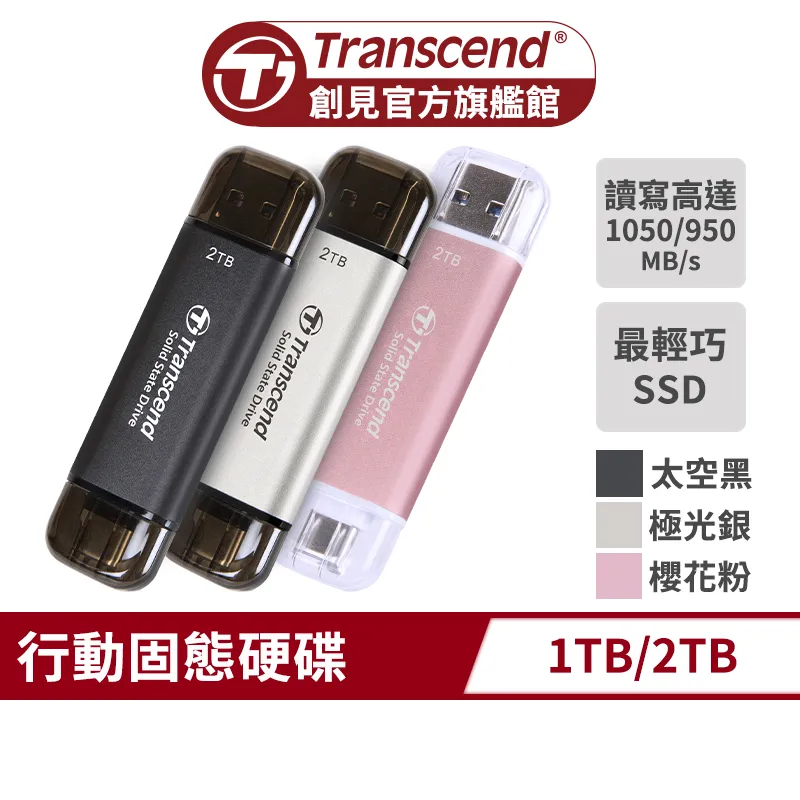 Transcend®
創見官方旗艦館
讀寫高達
1050/950
MB/s
最輕巧
SSD
太空黑
極光銀
櫻花粉
2TB
Transcend
Solid State Drive
2TB
Transcend
Solid State Drive
2TB
Transcend
Solid State Drive
行動固態硬碟
1TB/2TB